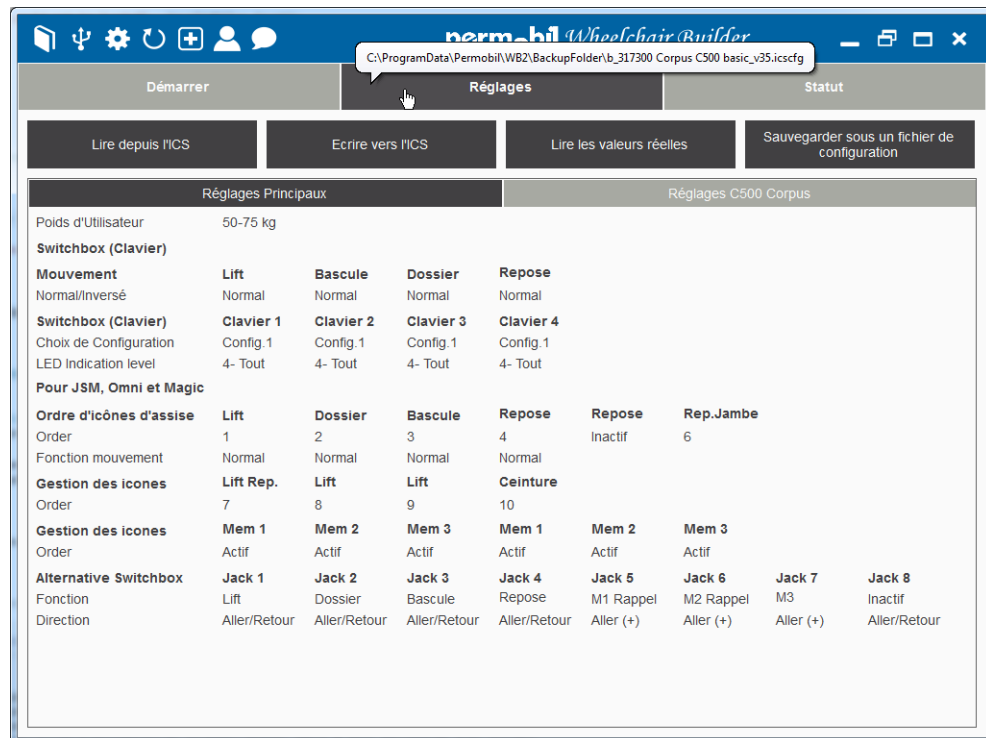 permobil Wheelchair Builder
C:\ProgramData\Permobil\WB2\BackupFolder\b_317300 Corpus C500 basic_v35.icscfg
Démarrer Réglages Statut
Lire depuis l'ICS Ecrire vers l'ICS Lire les valeurs réelles Sauvegarder sous un fichier de configuration
Réglages Principaux Réglages C500 Corpus
Poids d'Utilisateur 50-75 kg
Switchbox (Clavier)
Mouvement Lift Bascule Dossier Repose
Normal/Inversé Normal Normal Normal Normal
Switchbox (Clavier) Clavier 1 Clavier 2 Clavier 3 Clavier 4
Choix de Configuration Config.1 Config.1 Config.1 Config.1
LED Indication level 4- Tout 4- Tout 4- Tout 4- Tout
Pour JSM, Omni et Magic
Ordre d'icônes d'assise Lift Dossier Bascule Repose Repose Rep.Jambe
Order 1 2 3 4 Inactif 6
Fonction mouvement Normal Normal Normal Normal
Gestion des icones Lift Rep. Lift Lift Ceinture
Order 7 8 9 10
Gestion des icones Mem 1 Mem 2 Mem 3 Mem 1 Mem 2 Mem 3
Order Actif Actif Actif Actif Actif Actif
Alternative Switchbox Jack 1 Jack 2 Jack 3 Jack 4 Jack 5 Jack 6 Jack 7 Jack 8
Fonction Lift Dossier Bascule Repose M1 Rappel M2 Rappel M3 Inactif
Direction Aller/Retour Aller/Retour Aller/Retour Aller/Retour Aller (+) Aller (+) Aller (+) Aller/Retour